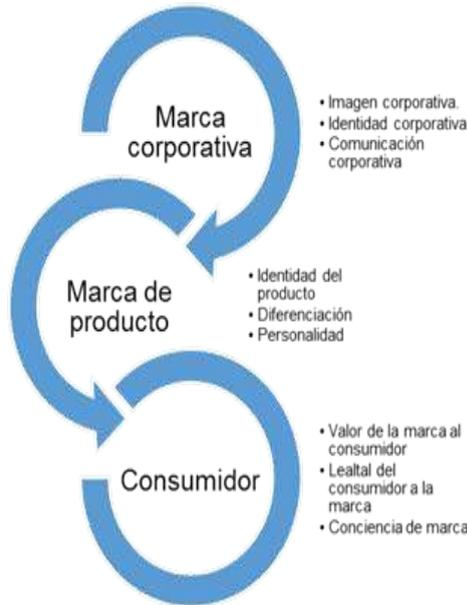 Marca
corporativa
• Imagen corporativa.
• Identidad corporativa
• Comunicación
corporativa
Marca de
producto
• Identidad del
producto
• Diferenciación
• Personalidad
Consumidor
• Valor de la marca al
consumidor
• Lealtal del
consumidor a la
marca
• Conciencia de marca